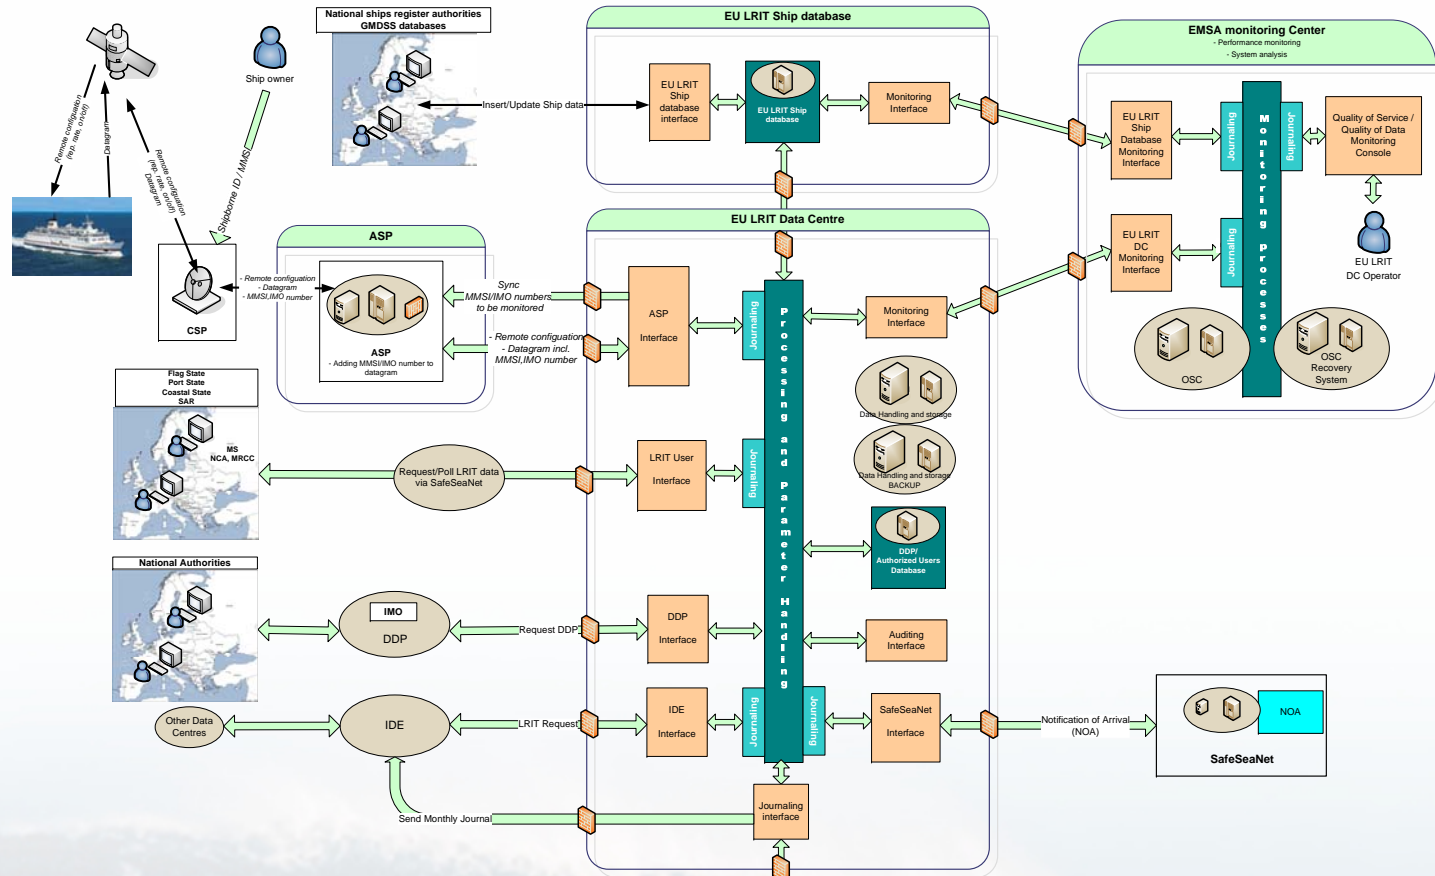 National ships register authorities
GMDSS databases
EU LRIT Ship database
EMSA monitoring Center
- Performance monitoring
- System analysis
Ship owner
Remote configuation
(rep. rate, on/off)
Datagram
Remote configuation
(rep. rate, on/off)
Datagram
Shipborne ID / MMSI
Insert/Update Ship data
EU LRIT
Ship
database
interface
EU LRIT Ship
database
Monitoring
Interface
EU LRIT
Ship
Database
Monitoring
Interface
Journaling
Monitoring processes
Journaling
Quality of Service /
Quality of Data
Monitoring
Console
EU LRIT
DC Operator
EU LRIT
DC
Monitoring
Interface
Journaling
OSC
OSC
Recovery
System
EU LRIT Data Centre
ASP
CSP
- Remote configuation
- Datagram
- MMSI,IMO number
ASP
- Adding MMSI/IMO number to
datagram
Sync
MMSI/IMO numbers
to be monitored
- Remote configuation
- Datagram incl.
MMSI,IMO number
ASP
Interface
Journaling
Processing and Parameter Handling
Monitoring
Interface
Data Handling and storage
Data Handling and storage
BACKUP
Flag State
Port State
Coastal State
SAR
MS
NCA, MRCC
Request/Poll LRIT data
via SafeSeaNet
LRIT User
Interface
Journaling
DDP/
Authorized Users
Database
National Authorities
IMO
DDP
Request DDP
DDP
Interface
Auditing
Interface
Other Data
Centres
IDE
LRIT Request
IDE
Interface
Journaling
Journaling
SafeSeaNet
Interface
Notification of Arrival
(NOA)
NOA
SafeSeaNet
Send Monthly Journal
Journaling
interface